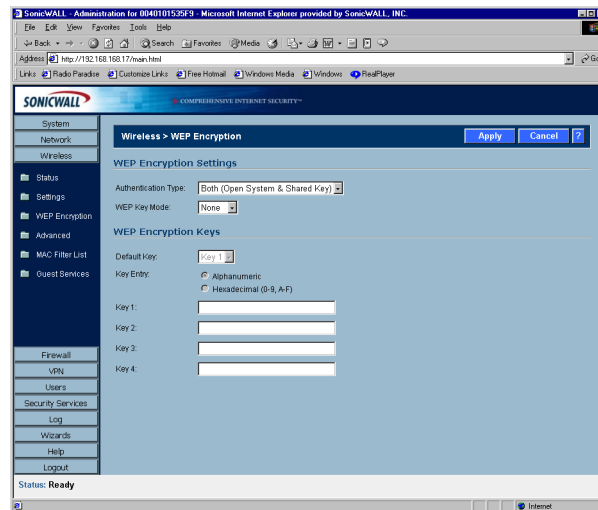 SonicWALL - Administration for 0040101535F9 - Microsoft Internet Explorer provided by SonicWALL, INC.
File Edit View Favorites Tools Help
Back Search Favorites Media
Address http://192.168.168.17/main.html Go
Links Radio Paradise Customize Links Free Hotmail Windows Media Windows RealPlayer
SONICWALL COMPREHENSIVE INTERNET SECURITY™
System
Network
Wireless
Status
Settings
WEP Encryption
Advanced
MAC Filter List
Guest Services
Firewall
VPN
Users
Security Services
Log
Wizards
Help
Logout
Wireless > WEP Encryption Apply Cancel ?
WEP Encryption Settings
Authentication Type: Both (Open System & Shared Key)
WEP Key Mode: None
WEP Encryption Keys
Default Key: Key 1
Key Entry: Alphanumeric
Hexadecimal (0-9, A-F)
Key 1:
Key 2:
Key 3:
Key 4:
Status: Ready
Internet